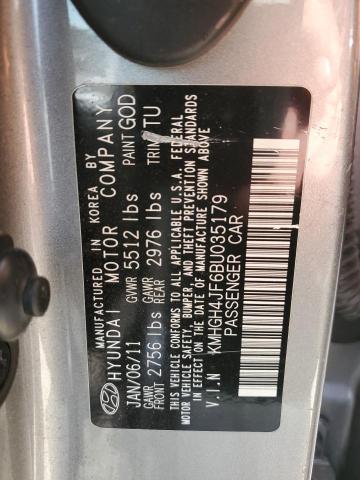 MANUFACTURED IN KOREA BY
HYUNDAI MOTOR COMPANY
JAN/06/11 GVWR 5512 lbs PAINT GOD
GAWR FRONT 2756 lbs GAWR REAR 2976 lbs TRIM TU
THIS VEHICLE CONFORMS TO ALL APPLICABLE U.S.A. FEDERAL
MOTOR VEHICLE SAFETY, BUMPER, AND THEFT PREVENTION STANDARDS
IN EFFECT ON THE DATE OF MANUFACTURE SHOWN ABOVE
V.I.N KMHGH4JF6BU035179
PASSENGER CAR